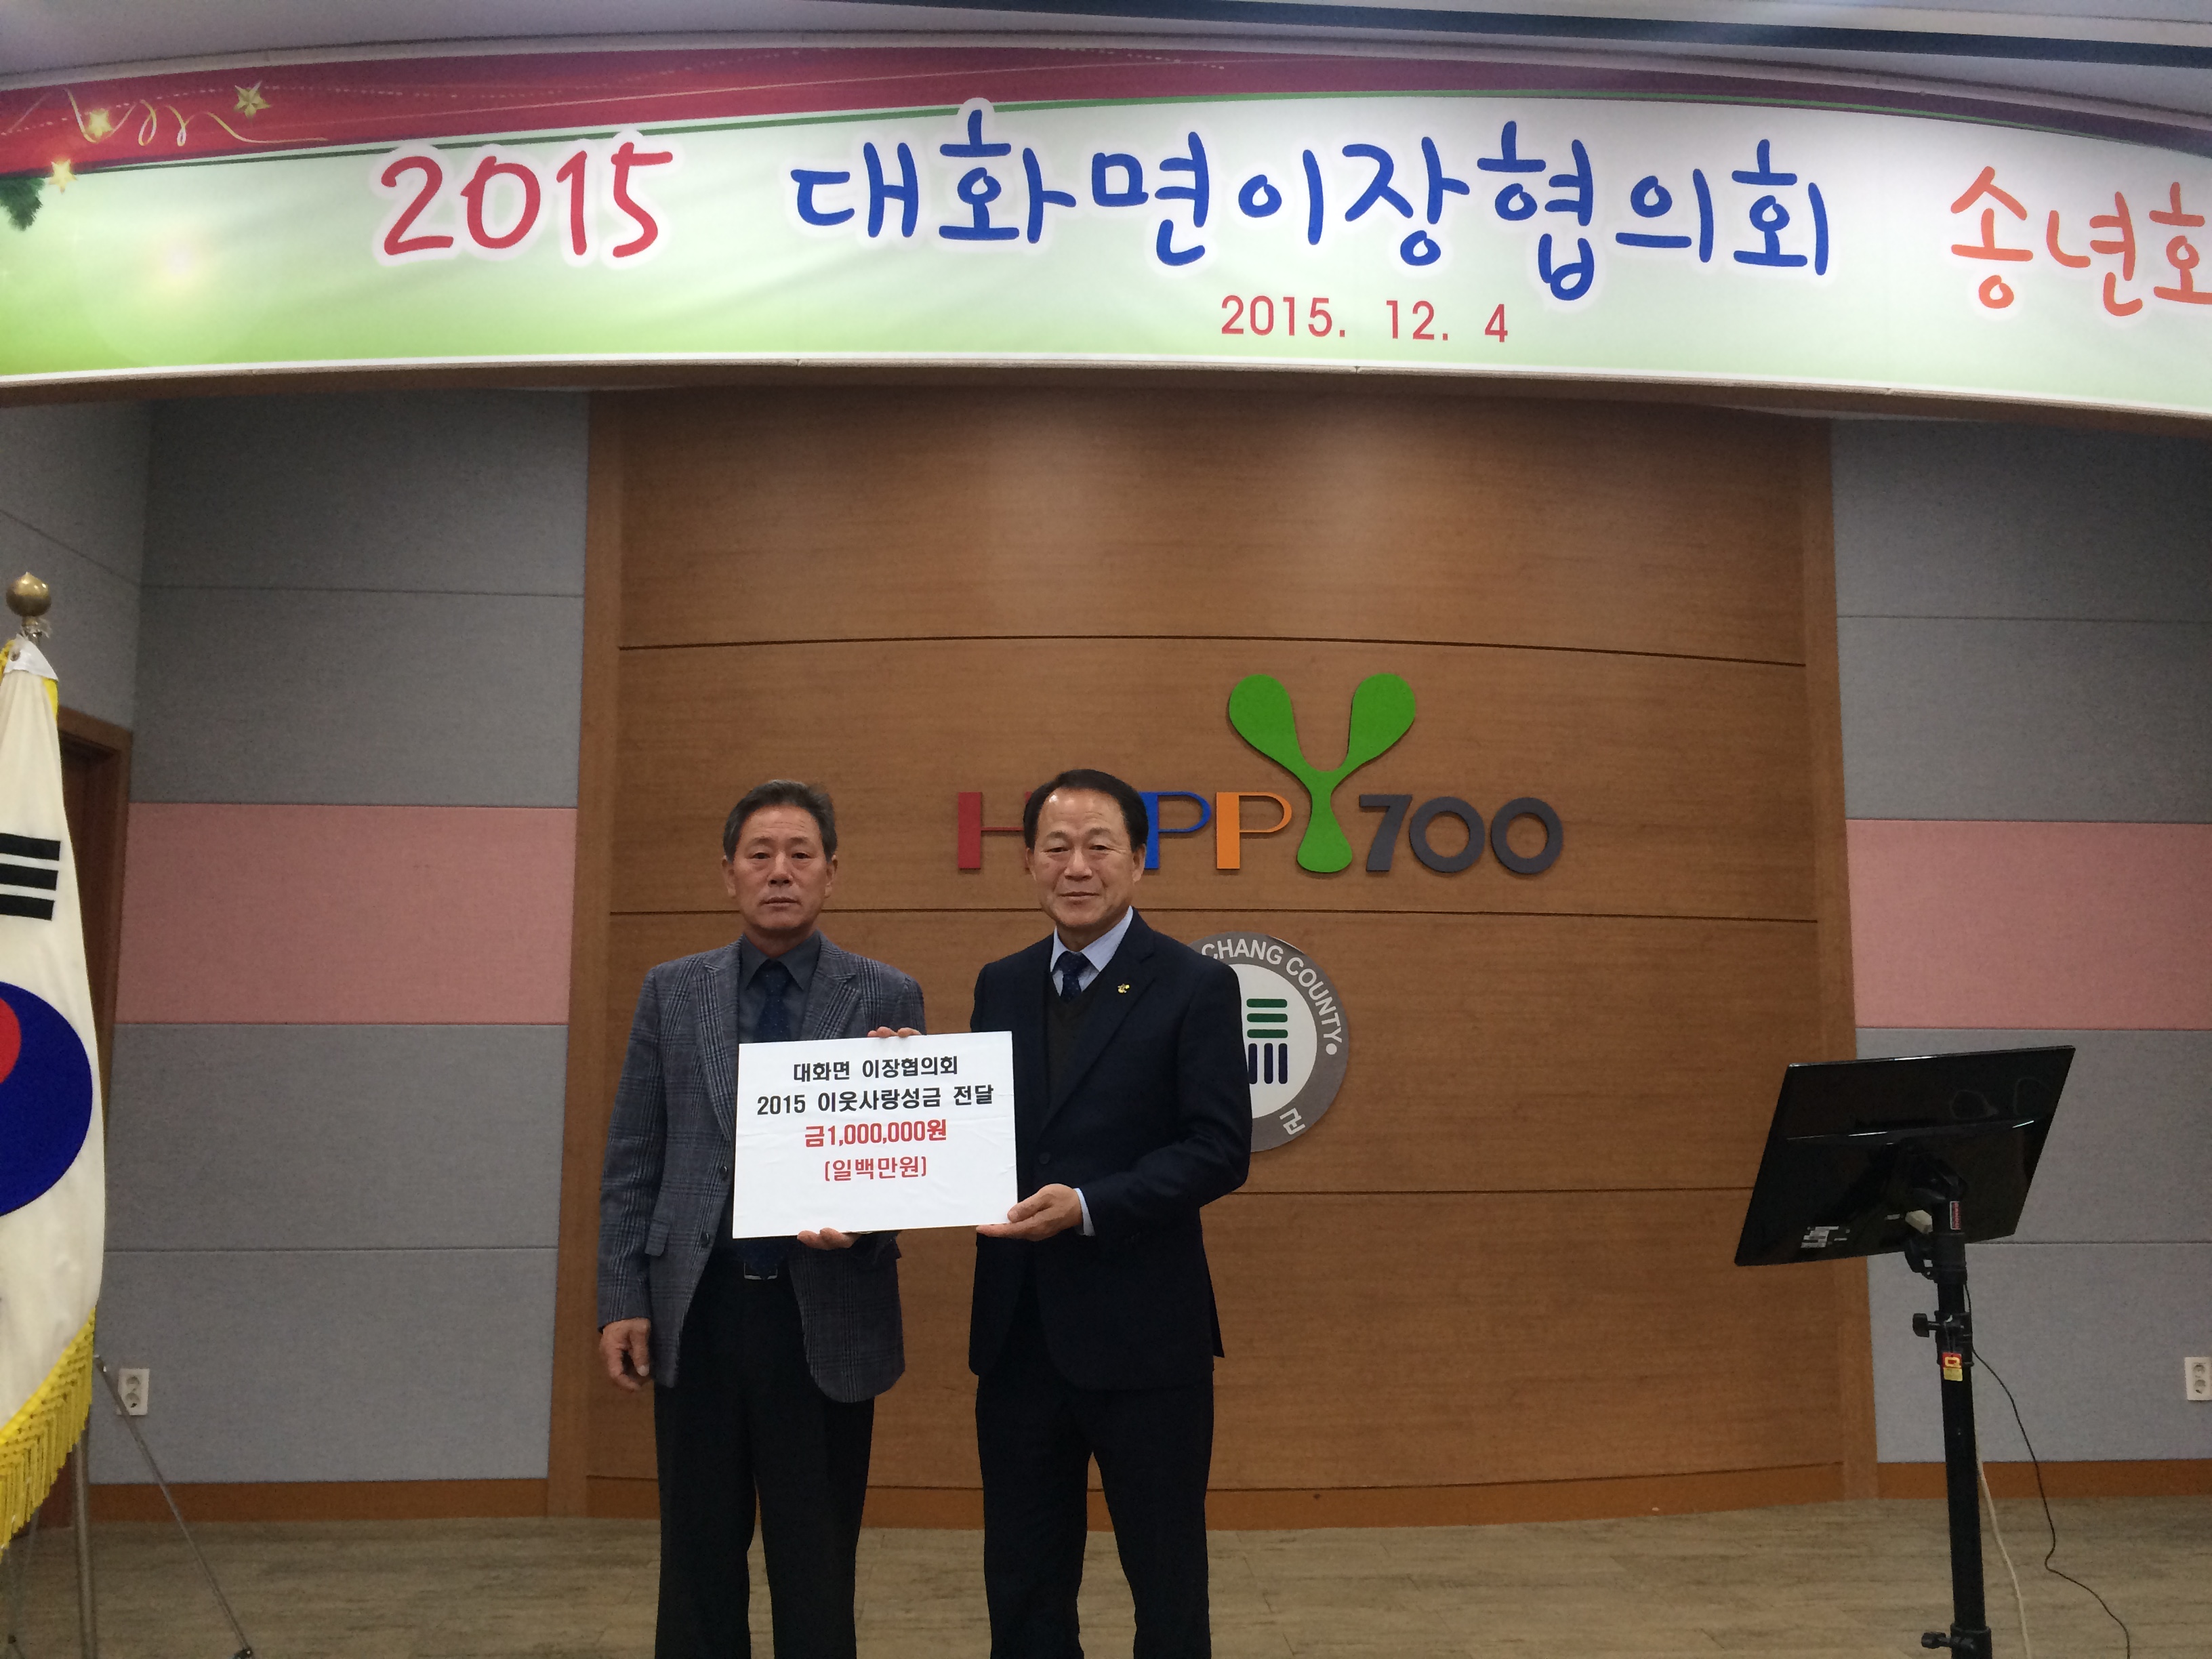 2015 대화면이장협의회 송년회
2015. 12. 4
HAPPY700
CHANG COUNTY
군
대화면 이장협의회
2015 이웃사랑성금 전달
금1,000,000원
(일백만원)